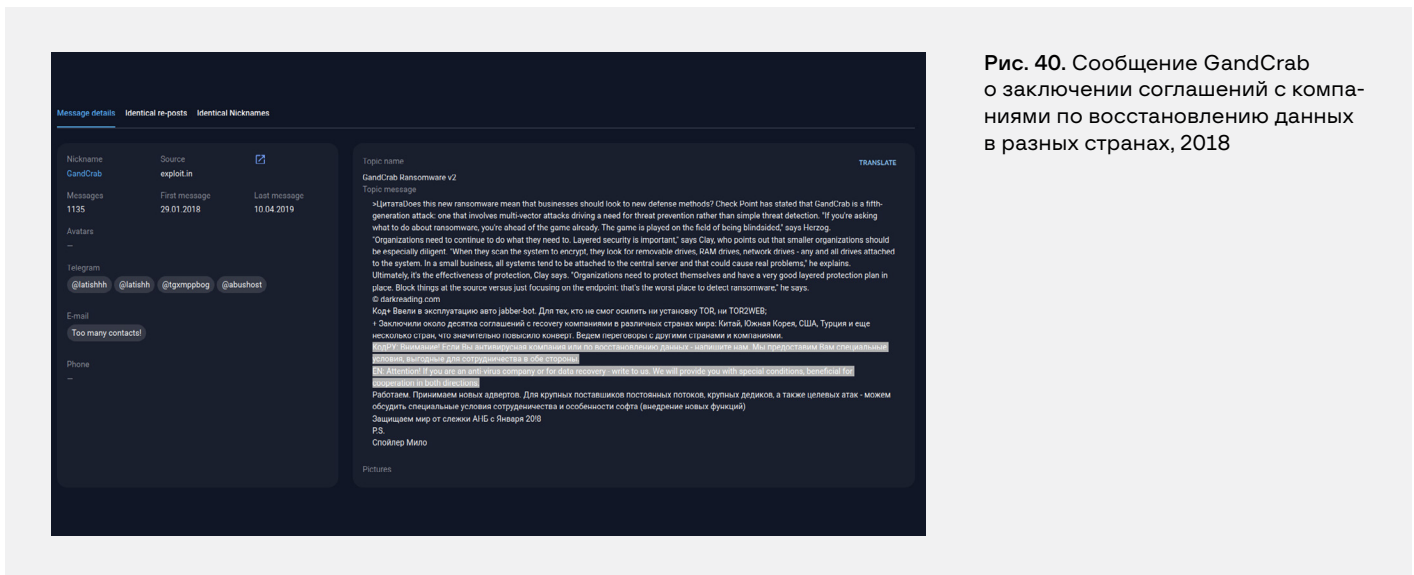 Message details Identical re-posts Identical Nicknames
Nickname Source
GandCrab exploit.in
Messages First message Last message
1135 29.01.2018 10.04.2019
Avatars
–
Telegram
@latishhh @latishh @tgxmppbog @abushost
E-mail
Too many contacts!
Phone
–
Topic name TRANSLATE
GandCrab Ransomware v2
Topic message
>ЦитатаDoes this new ransomware mean that businesses should look to new defense methods? Check Point has stated that GandCrab is a fifth-
generation attack: one that involves multi-vector attacks driving a need for threat prevention rather than simple threat detection. "If you're asking
what to do about ransomware, you're ahead of the game already. The game is played on the field of being blindsided," says Herzog.
"Organizations need to continue to do what they need to. Layered security is important," says Clay, who points out that smaller organizations should
be especially diligent. "When they scan the system to encrypt, they look for removable drives, RAM drives, network drives - any and all drives attached
to the system. In a small business, all systems tend to be attached to the central server and that could cause real problems," he explains.
Ultimately, it's the effectiveness of protection, Clay says. "Organizations need to protect themselves and have a very good layered protection plan in
place. Block things at the source versus just focusing on the endpoint: that's the worst place to detect ransomware," he says.
© darkreading.com
Код+ Ввели в эксплуатацию авто jabber-bot. Для тех, кто не смог осилить ни установку TOR, ни TOR2WEB;
+ Заключили около десятка соглашений с recovery компаниями в различных странах мира: Китай, Южная Корея, США, Турция и еще
несколько стран, что значительно повысило конверт. Ведем переговоры с другими странами и компаниями.
КодРУ: Внимание! Если Вы антивирусная компания или по восстановлению данных - напишите нам. Мы предоставим Вам специальные
условия, выгодные для сотрудничества в обе стороны.
EN: Attention! If you are an anti-virus company or for data recovery - write to us. We will provide you with special conditions, beneficial for
cooperation in both directions.
Работаем. Принимаем новых адвертов. Для крупных поставшиков постоянных потоков, крупных дедиков, а также целевых атак - можем
обсудить специальные условия сотруденичества и особенности софта (внедрение новых функций)
Защищаем мир от слежки АНБ с Января 20!8
P.S.
Спойлер Мило
Pictures
Рис. 40. Сообщение GandCrab
о заключении соглашений с компа-
ниями по восстановлению данных
в разных странах, 2018